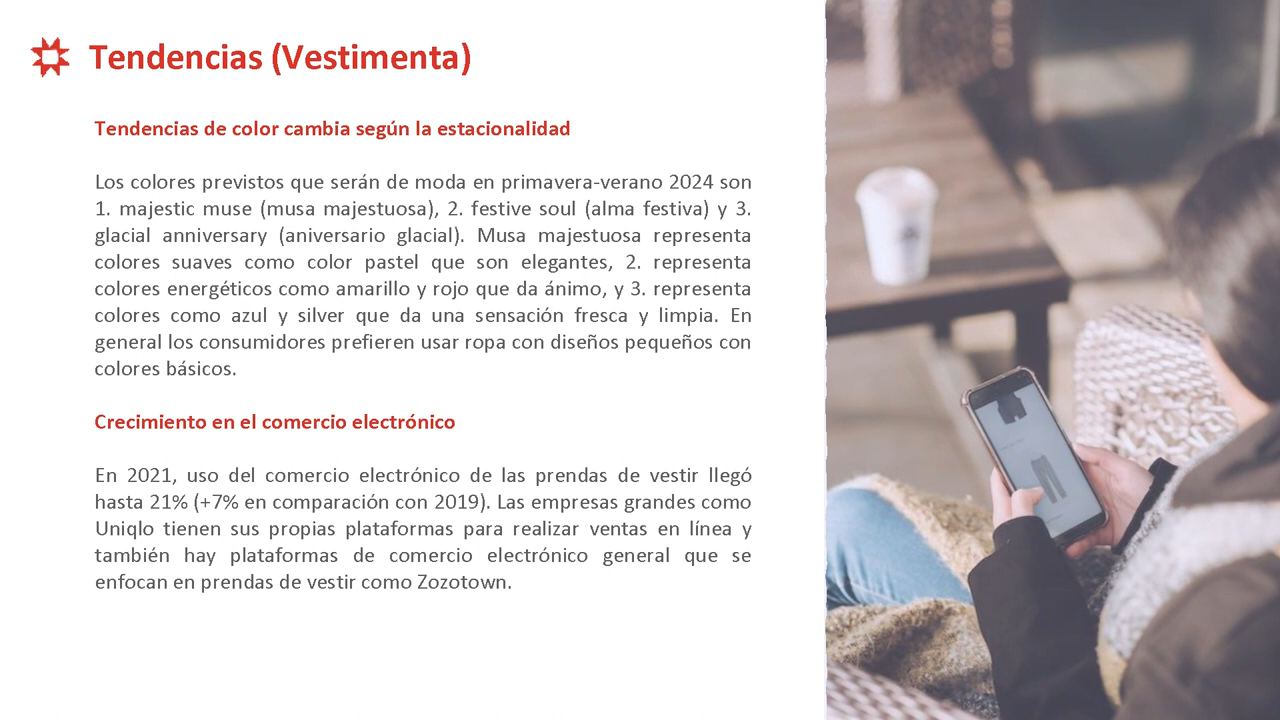 Tendencias (Vestimenta)
Tendencias de color cambia según la estacionalidad
Los colores previstos que serán de moda en primavera-verano 2024 son
1. majestic muse (musa majestuosa), 2. festive soul (alma festiva) y 3.
glacial anniversary (aniversario glacial). Musa majestuosa representa
colores suaves como color pastel que son elegantes, 2. representa
colores energéticos como amarillo y rojo que da ánimo, y 3. representa
colores como azul y silver que da una sensación fresca y limpia. En
general los consumidores prefieren usar ropa con diseños pequeños con
colores básicos.
Crecimiento en el comercio electrónico
En 2021, uso del comercio electrónico de las prendas de vestir llegó
hasta 21% (+7% en comparación con 2019). Las empresas grandes como
Uniqlo tienen sus propias plataformas para realizar ventas en línea y
también hay plataformas de comercio electrónico general que se
enfocan en prendas de vestir como Zozotown.